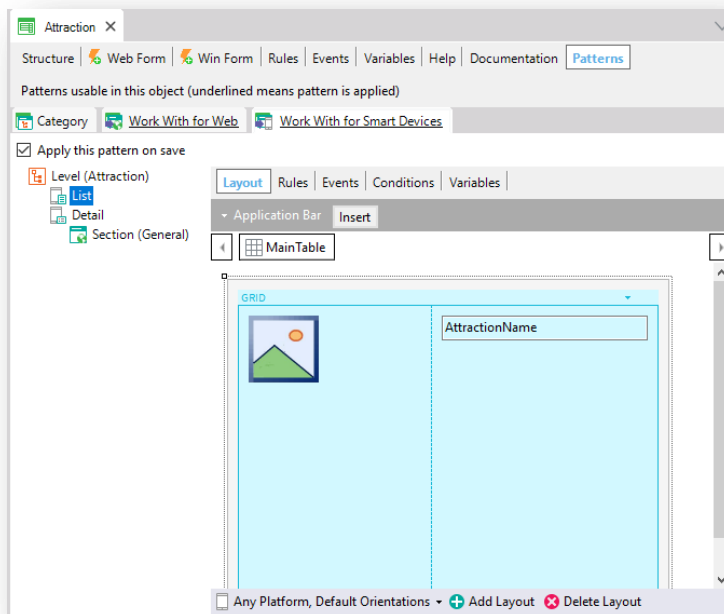 Attraction
Structure Web Form Win Form Rules Events Variables Help Documentation Patterns
Patterns usable in this object (underlined means pattern is applied)
Category Work With for Web Work With for Smart Devices
Apply this pattern on save
Level (Attraction)
List
Detail
Section (General)
Layout Rules Events Conditions Variables
Application Bar Insert
MainTable
GRID
AttractionName
Any Platform, Default Orientations Add Layout Delete Layout